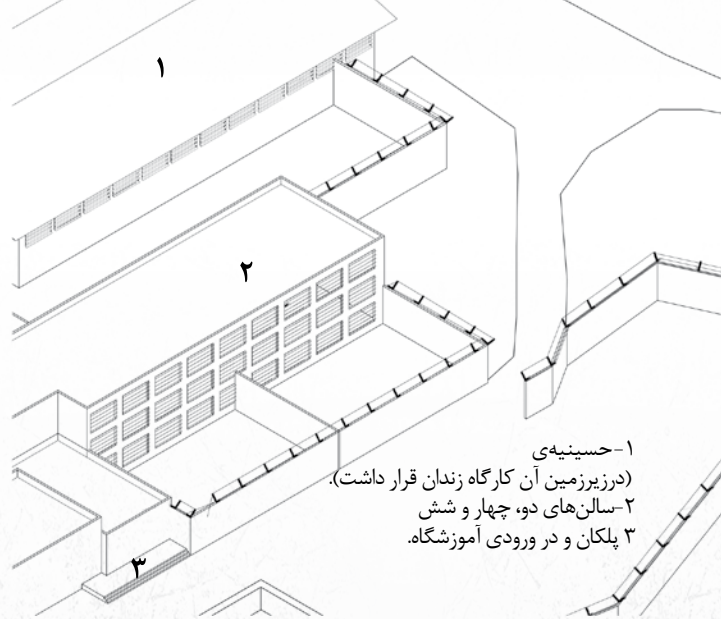 ۱
۲
۳
۱-حسینیه‌ی
(درزیرزمین آن کارگاه زندان قرار داشت).
۲-سالن‌های دو، چهار و شش
۳ پلکان و در ورودی آموزشگاه.